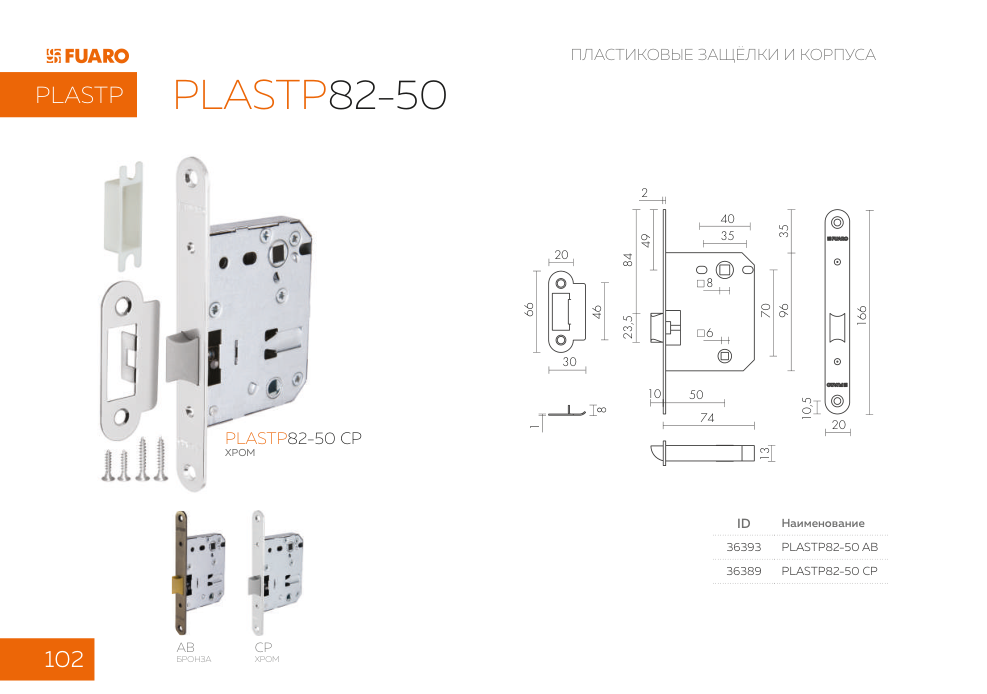 FUARO
ПЛАСТИКОВЫЕ ЗАЩЁЛКИ И КОРПУСА
PLASTP
PLASTP82-50
2
40
35
35
49
84
20
8
66
46
70
96
166
23,5
6
30
10
50
10,5
8
1
74
20
13
FUARO
FUARO
PLASTP82-50 CP
ХРОМ
ID Наименование
36393 PLASTP82-50 AB
36389 PLASTP82-50 CP
AB
БРОНЗА
CP
ХРОМ
102